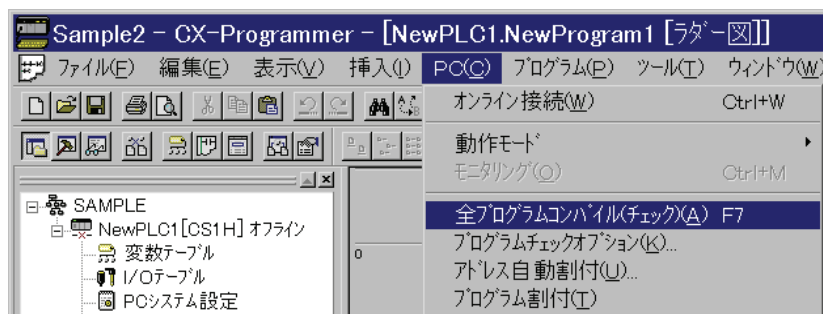 Sample2 - CX-Programmer - [NewPLC1.NewProgram1 [ラダー図]]
ファイル(F) 編集(E) 表示(V) 挿入(I) PC(C) プログラム(P) ツール(T) ウィンドウ(W)
オンライン接続(W) Ctrl+W
動作モード
モニタリング(O) Ctrl+M
全プログラムコンパイル(チェック)(A) F7
プログラムチェックオプション(K)...
アドレス自動割付(U)...
プログラム割付(T)
SAMPLE
NewPLC1[CS1H] オフライン
変数テーブル
I/Oテーブル
PCシステム設定
0